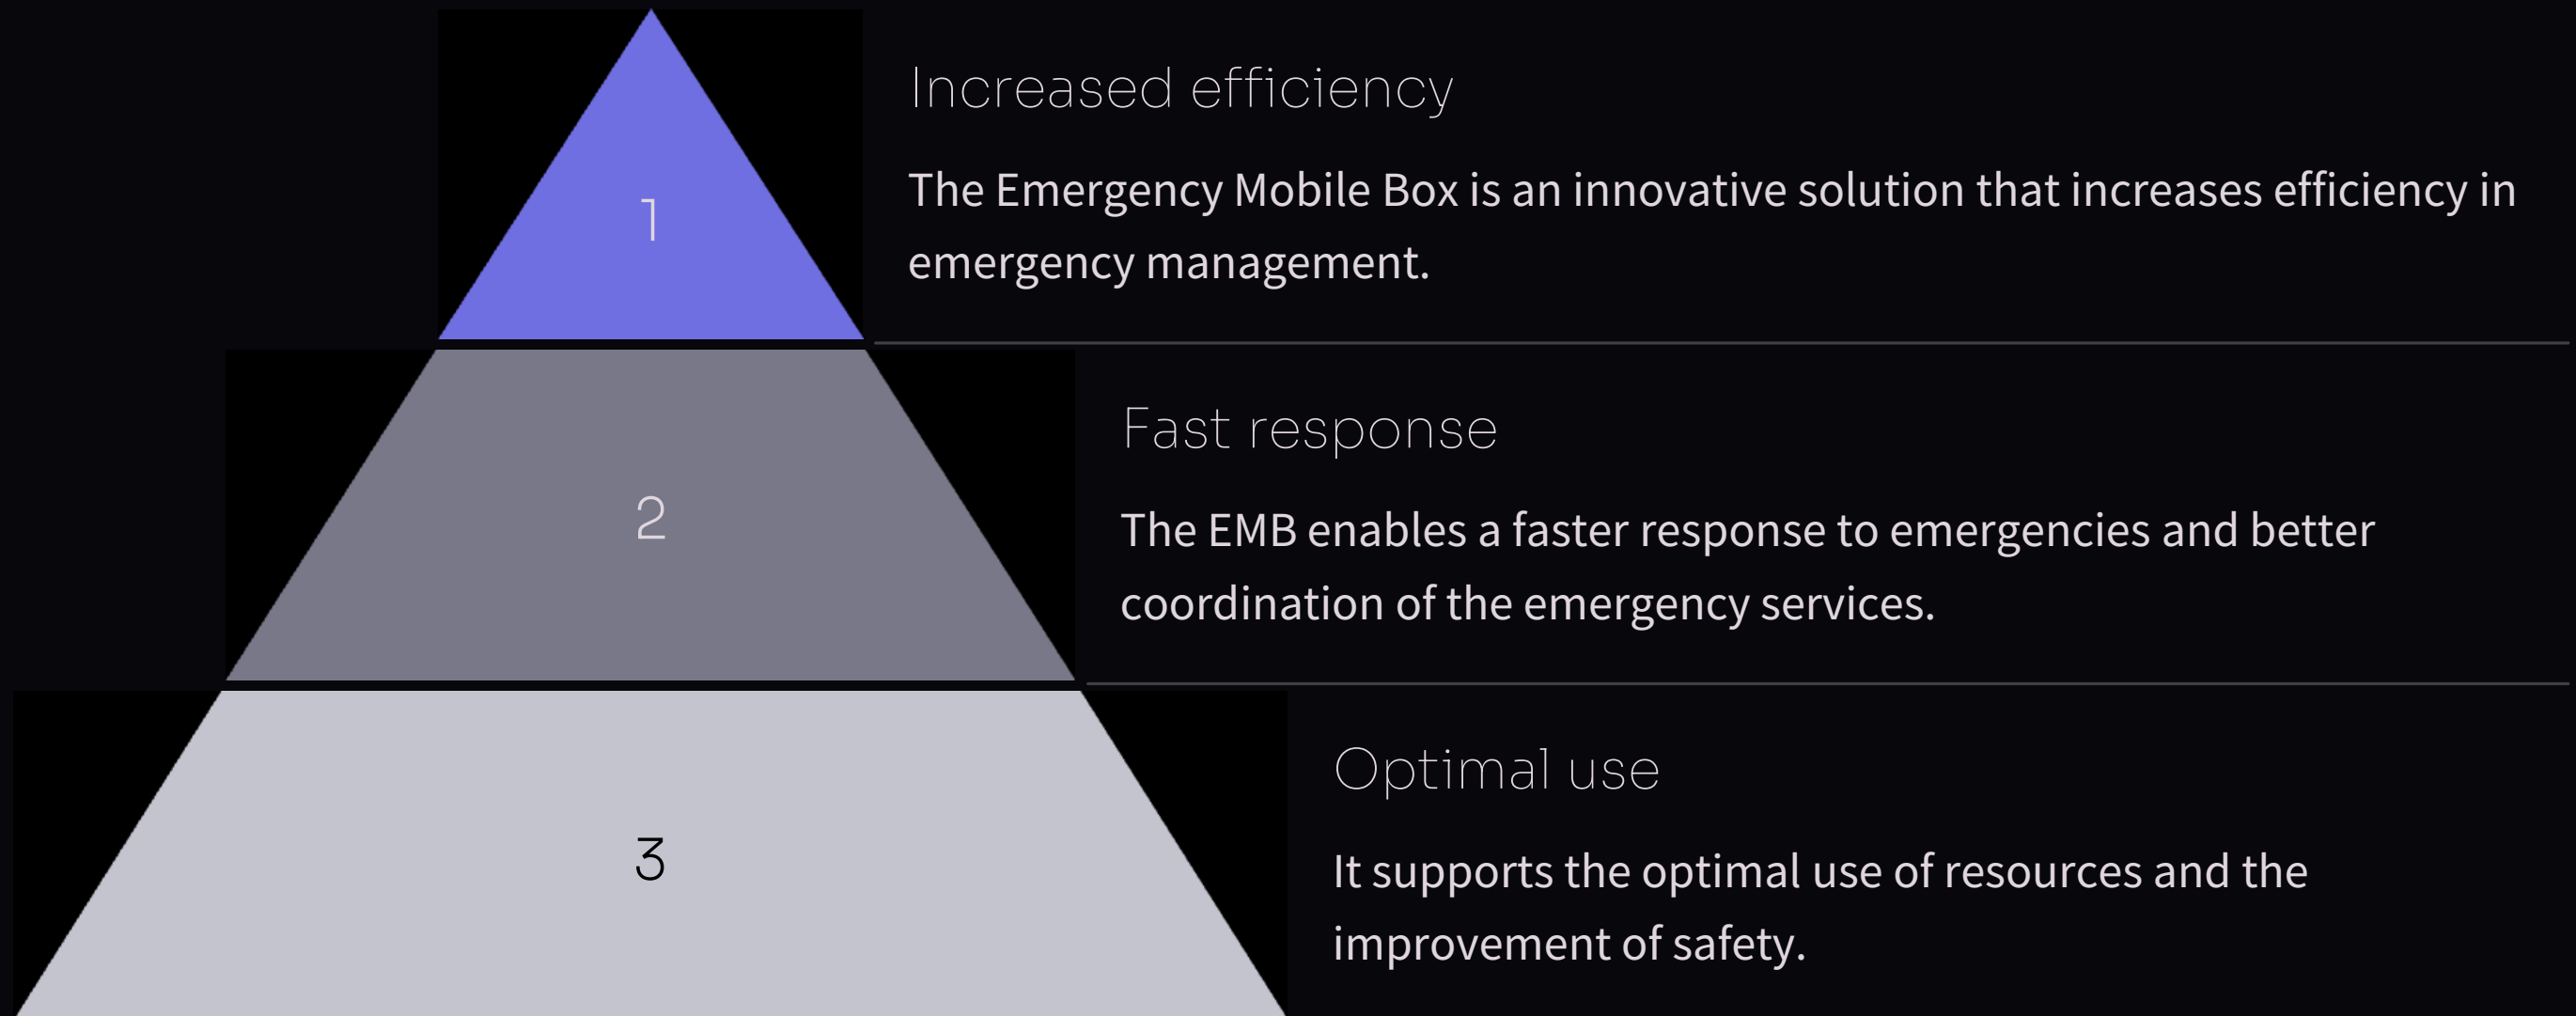 1
Increased efficiency
The Emergency Mobile Box is an innovative solution that increases efficiency in
emergency management.
2
Fast response
The EMB enables a faster response to emergencies and better
coordination of the emergency services.
3
Optimal use
It supports the optimal use of resources and the
improvement of safety.